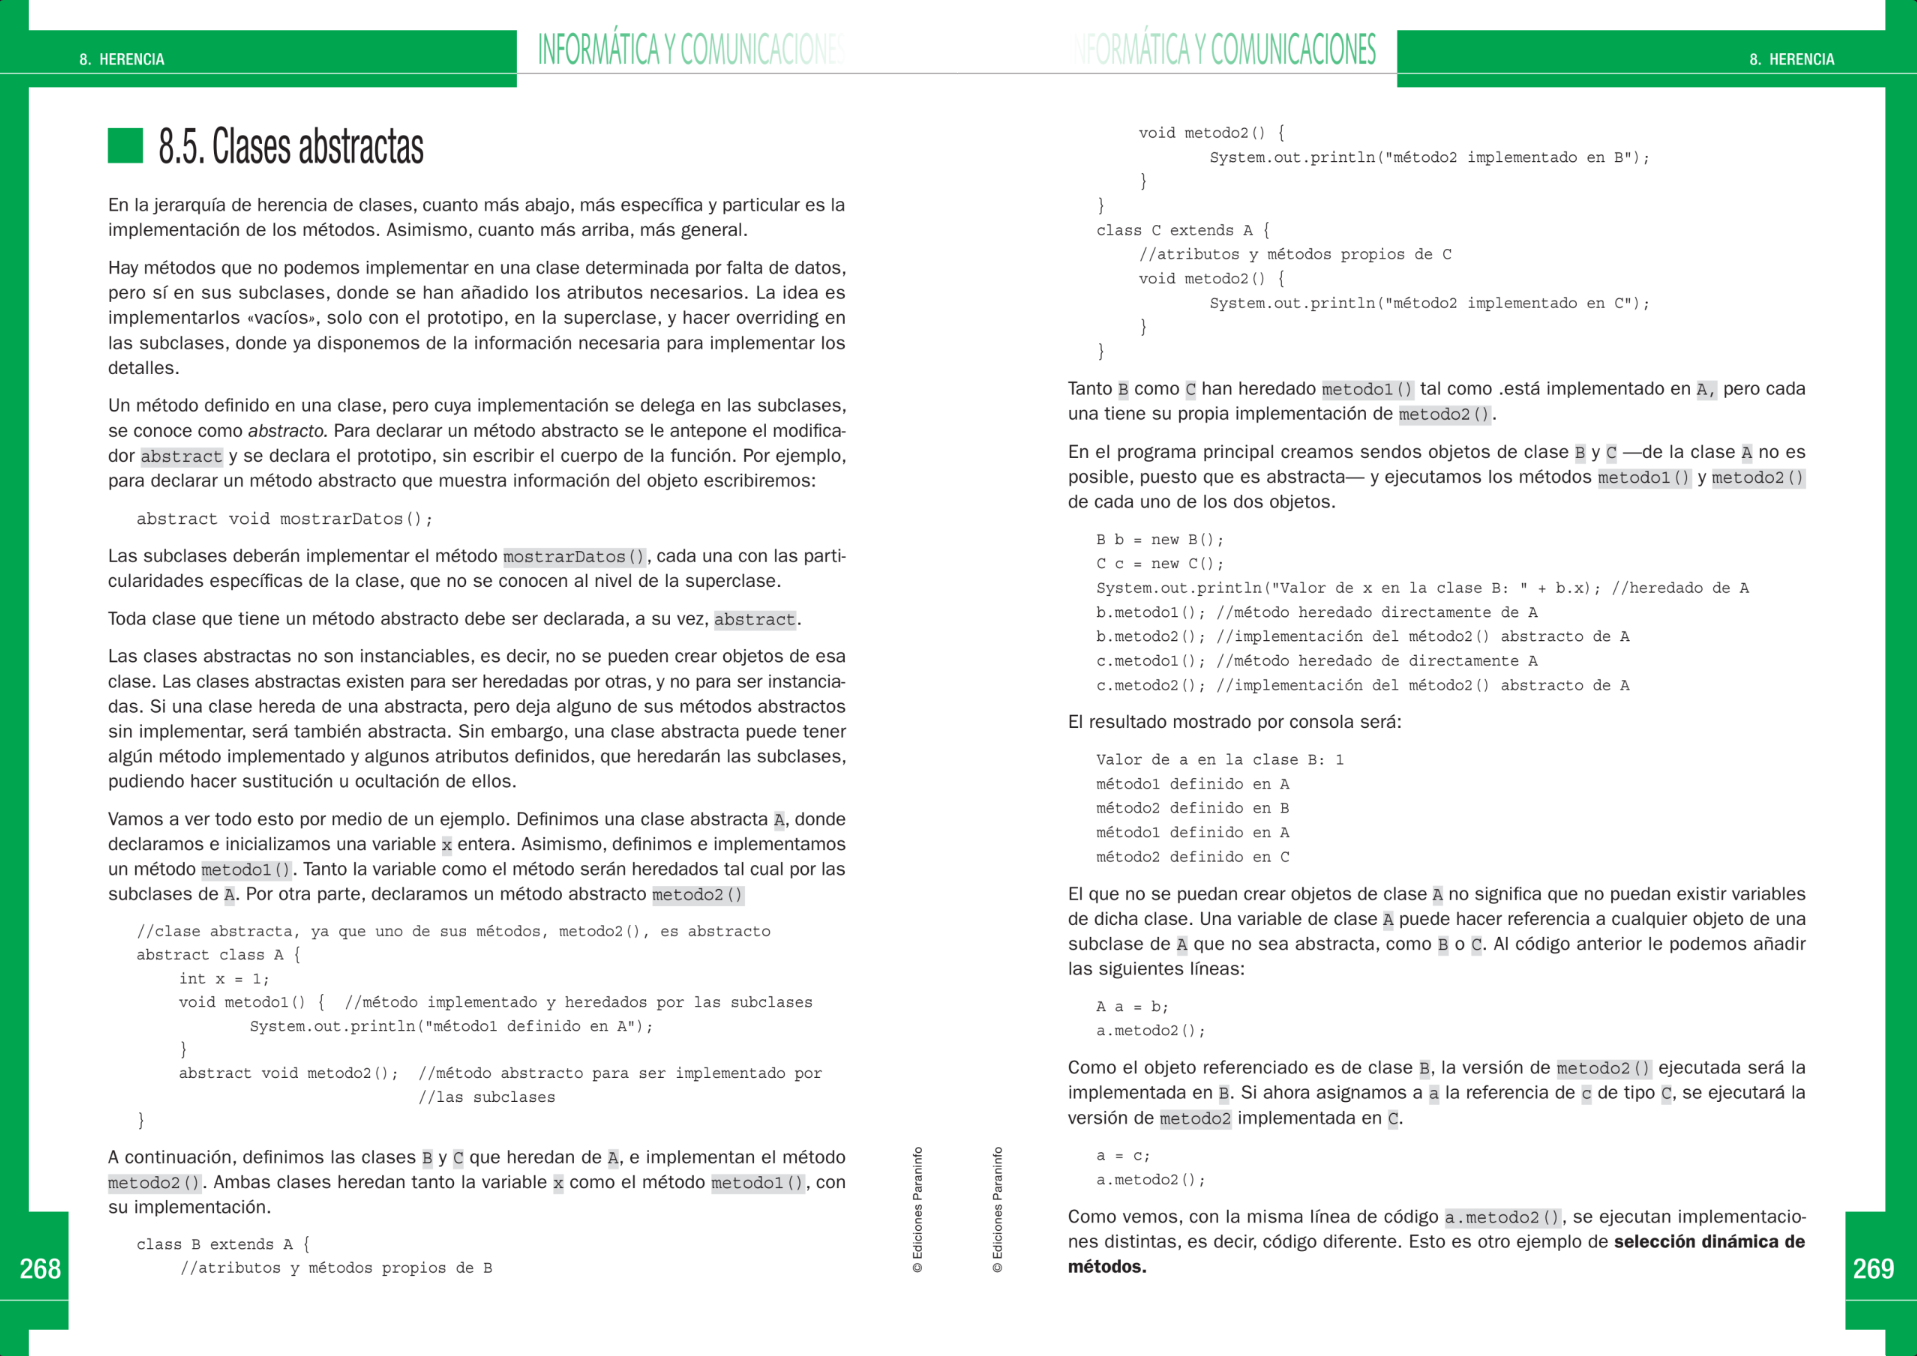 8. HERENCIA
INFORMÁTICA Y COMUNICACIONES
8.5. Clases abstractas
En la jerarquía de herencia de clases, cuanto más abajo, más específica y particular es la
implementación de los métodos. Asimismo, cuanto más arriba, más general.
Hay métodos que no podemos implementar en una clase determinada por falta de datos,
pero sí en sus subclases, donde se han añadido los atributos necesarios. La idea es
implementarlos «vacíos», solo con el prototipo, en la superclase, y hacer overriding en
las subclases, donde ya disponemos de la información necesaria para implementar los
detalles.
Un método definido en una clase, pero cuya implementación se delega en las subclases,
se conoce como abstracto. Para declarar un método abstracto se le antepone el modifica-
dor abstract y se declara el prototipo, sin escribir el cuerpo de la función. Por ejemplo,
para declarar un método abstracto que muestra información del objeto escribiremos:
abstract void mostrarDatos();
Las subclases deberán implementar el método mostrarDatos(), cada una con las parti-
cularidades específicas de la clase, que no se conocen al nivel de la superclase.
Toda clase que tiene un método abstracto debe ser declarada, a su vez, abstract.
Las clases abstractas no son instanciables, es decir, no se pueden crear objetos de esa
clase. Las clases abstractas existen para ser heredadas por otras, y no para ser instancia-
das. Si una clase hereda de una abstracta, pero deja alguno de sus métodos abstractos
sin implementar, será también abstracta. Sin embargo, una clase abstracta puede tener
algún método implementado y algunos atributos definidos, que heredarán las subclases,
pudiendo hacer sustitución u ocultación de ellos.
Vamos a ver todo esto por medio de un ejemplo. Definimos una clase abstracta A, donde
declaramos e inicializamos una variable x entera. Asimismo, definimos e implementamos
un método metodo1(). Tanto la variable como el método serán heredados tal cual por las
subclases de A. Por otra parte, declaramos un método abstracto metodo2()
//clase abstracta, ya que uno de sus métodos, metodo2(), es abstracto
abstract class A {
int x = 1;
void metodo1() { //método implementado y heredados por las subclases
System.out.println("método1 definido en A");
}
abstract void metodo2(); //método abstracto para ser implementado por
//las subclases
}
A continuación, definimos las clases B y C que heredan de A, e implementan el método
metodo2(). Ambas clases heredan tanto la variable x como el método metodo1(), con
su implementación.
class B extends A {
//atributos y métodos propios de B
© Ediciones Paraninfo
268
INFORMÁTICA Y COMUNICACIONES
8. HERENCIA
void metodo2() {
System.out.println("método2 implementado en B");
}
}
class C extends A {
//atributos y métodos propios de C
void metodo2() {
System.out.println("método2 implementado en C");
}
}
Tanto B como C han heredado metodo1() tal como .está implementado en A, pero cada
una tiene su propia implementación de metodo2().
En el programa principal creamos sendos objetos de clase B y C —de la clase A no es
posible, puesto que es abstracta— y ejecutamos los métodos metodo1() y metodo2()
de cada uno de los dos objetos.
B b = new B();
C c = new C();
System.out.println("Valor de x en la clase B: " + b.x); //heredado de A
b.metodo1(); //método heredado directamente de A
b.metodo2(); //implementación del método2() abstracto de A
c.metodo1(); //método heredado de directamente A
c.metodo2(); //implementación del método2() abstracto de A
El resultado mostrado por consola será:
Valor de a en la clase B: 1
método1 definido en A
método2 definido en B
método1 definido en A
método2 definido en C
El que no se puedan crear objetos de clase A no significa que no puedan existir variables
de dicha clase. Una variable de clase A puede hacer referencia a cualquier objeto de una
subclase de A que no sea abstracta, como B o C. Al código anterior le podemos añadir
las siguientes líneas:
A a = b;
a.metodo2();
Como el objeto referenciado es de clase B, la versión de metodo2() ejecutada será la
implementada en B. Si ahora asignamos a a la referencia de c de tipo C, se ejecutará la
versión de metodo2 implementada en C.
a = c;
a.metodo2();
Como vemos, con la misma línea de código a.metodo2(), se ejecutan implementacio-
nes distintas, es decir, código diferente. Esto es otro ejemplo de selección dinámica de
métodos.
© Ediciones Paraninfo
269